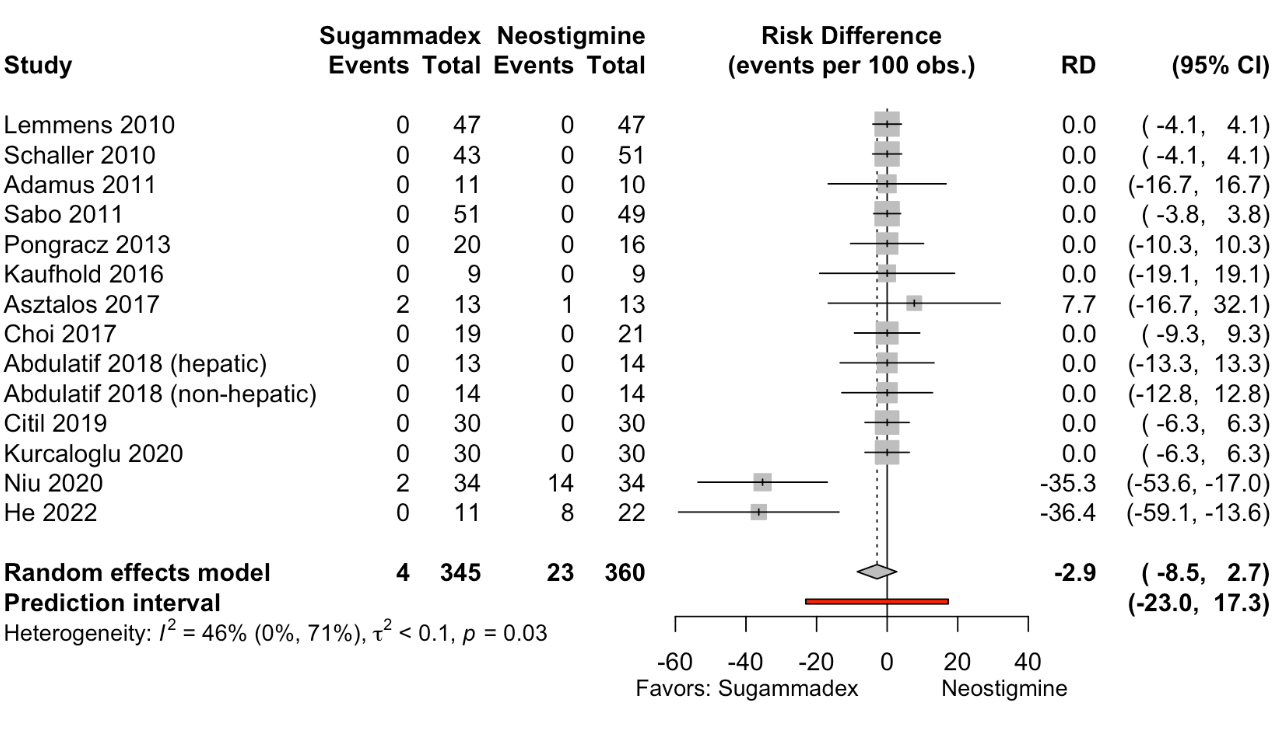 Sugammadex Neostigmine Risk Difference
Study Events Total Events Total (events per 100 obs.) RD (95% CI)
Lemmens 2010 0 47 0 47 0.0 ( -4.1, 4.1)
Schaller 2010 0 43 0 51 0.0 ( -4.1, 4.1)
Adamus 2011 0 11 0 10 0.0 (-16.7, 16.7)
Sabo 2011 0 51 0 49 0.0 ( -3.8, 3.8)
Pongracz 2013 0 20 0 16 0.0 (-10.3, 10.3)
Kaufhold 2016 0 9 0 9 0.0 (-19.1, 19.1)
Asztalos 2017 2 13 1 13 7.7 (-16.7, 32.1)
Choi 2017 0 19 0 21 0.0 ( -9.3, 9.3)
Abdulatif 2018 (hepatic) 0 13 0 14 0.0 (-13.3, 13.3)
Abdulatif 2018 (non-hepatic) 0 14 0 14 0.0 (-12.8, 12.8)
Citil 2019 0 30 0 30 0.0 ( -6.3, 6.3)
Kurcaloglu 2020 0 30 0 30 0.0 ( -6.3, 6.3)
Niu 2020 2 34 14 34 -35.3 (-53.6, -17.0)
He 2022 0 11 8 22 -36.4 (-59.1, -13.6)
Random effects model 4 345 23 360 -2.9 ( -8.5, 2.7)
Prediction interval (-23.0, 17.3)
Heterogeneity: I² = 46% (0%, 71%), τ² < 0.1, p = 0.03
-60 -40 -20 0 20 40
Favors: Sugammadex Neostigmine